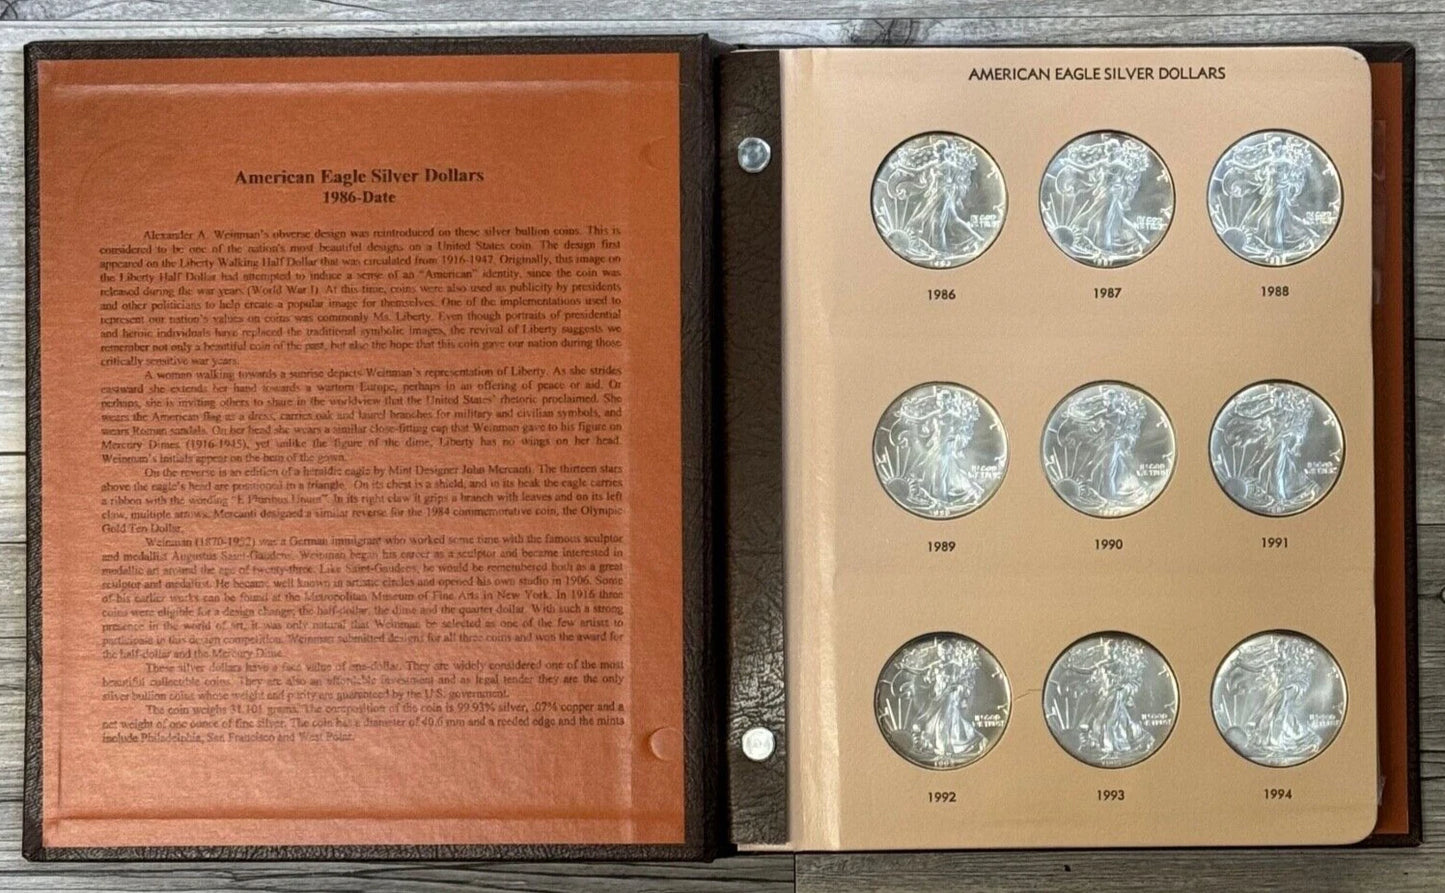 American Eagle Silver Dollars
1986-Date
Alexander A. Weinman's obverse design was reintroduced on these silver bullion coins. This is
considered to be one of the nation's most beautiful designs on a United States coin. The design first
appeared on the Liberty Walking Half Dollar that was circulated from 1916-1947. Originally, this image on
the Liberty Half Dollar had attempted to induce a sense of an "American" identity, since the coin was
released during the war years (World War I). At this time, coins were also used as publicity by presidents
and other politicians to help create a popular image for themselves. One of the implementations used to
represent our nation's values on coins was commonly Ms. Liberty. Even though portraits of presidential
and heroic individuals have replaced the traditional symbolic images, the revival of Liberty suggests we
remember not only a beautiful coin of the past, but also the hope that this coin gave our nation during those
critically sensitive war years.
A woman walking towards a sunrise depicts Weinman's representation of Liberty. As she strides
eastward she extends her hand towards a wartorn Europe, perhaps in an offering of peace or aid. Or
perhaps, she is inviting others to share in the worldview that the United States' rhetoric proclaimed. She
wears the American flag as a dress, carries oak and laurel branches for military and civilian symbols, and
wears Roman sandals. On her head she wears a similar close-fitting cap that Weinman gave to his figure on
Mercury Dimes (1916-1945), yet unlike the figure of the dime, Liberty has no wings on her head.
Weinman's initials appear on the hem of the gown.
On the reverse is an edition of a heraldic eagle by Mint Designer John Mercanti. The thirteen stars
above the eagle's head are positioned in a triangle. On its chest is a shield, and in its beak the eagle carries
a ribbon with the wording "E Pluribus Unum". In its right claw it grips a branch with leaves and on its left
claw, multiple arrows. Mercanti designed a similar reverse for the 1984 commemorative coin, the Olympic
Gold Ten Dollar.
Weinman (1870-1952) was a German immigrant who worked some time with the famous sculptor
and medallist Augustus Saint-Gaudens. Weinman began his career as a sculptor and became interested in
medallic art around the age of twenty-three. Like Saint-Gaudens, he would be remembered both as a great
sculptor and medalist. He became well known in artistic circles and opened his own studio in 1906. Some
of his earlier works can be found at the Metropolitan Museum of Fine Arts in New York. In 1916 three
coins were eligible for a design change, the half-dollar, the dime and the quarter dollar. With such a strong
presence in the world of art, it was only natural that Weinman be selected as one of the few artists to
participate in this design competition. Weinman submitted designs for all three coins and won the award for
the half-dollar and the Mercury Dime.
These silver dollars have a face value of one-dollar. They are widely considered one of the most
beautiful collectible coins. They are also an affordable investment and as legal tender they are the only
silver bullion coins whose weight and purity are guaranteed by the U.S. government.
The coin weighs 31.101 grams. The composition of the coin is 99.93% silver, .07% copper and a
net weight of one ounce of fine silver. The coin has a diameter of 40.6 mm and a reeded edge and the mints
include Philadelphia, San Francisco and West Point.
AMERICAN EAGLE SILVER DOLLARS
1986 1987 1988
1989 1990 1991
1992 1993 1994